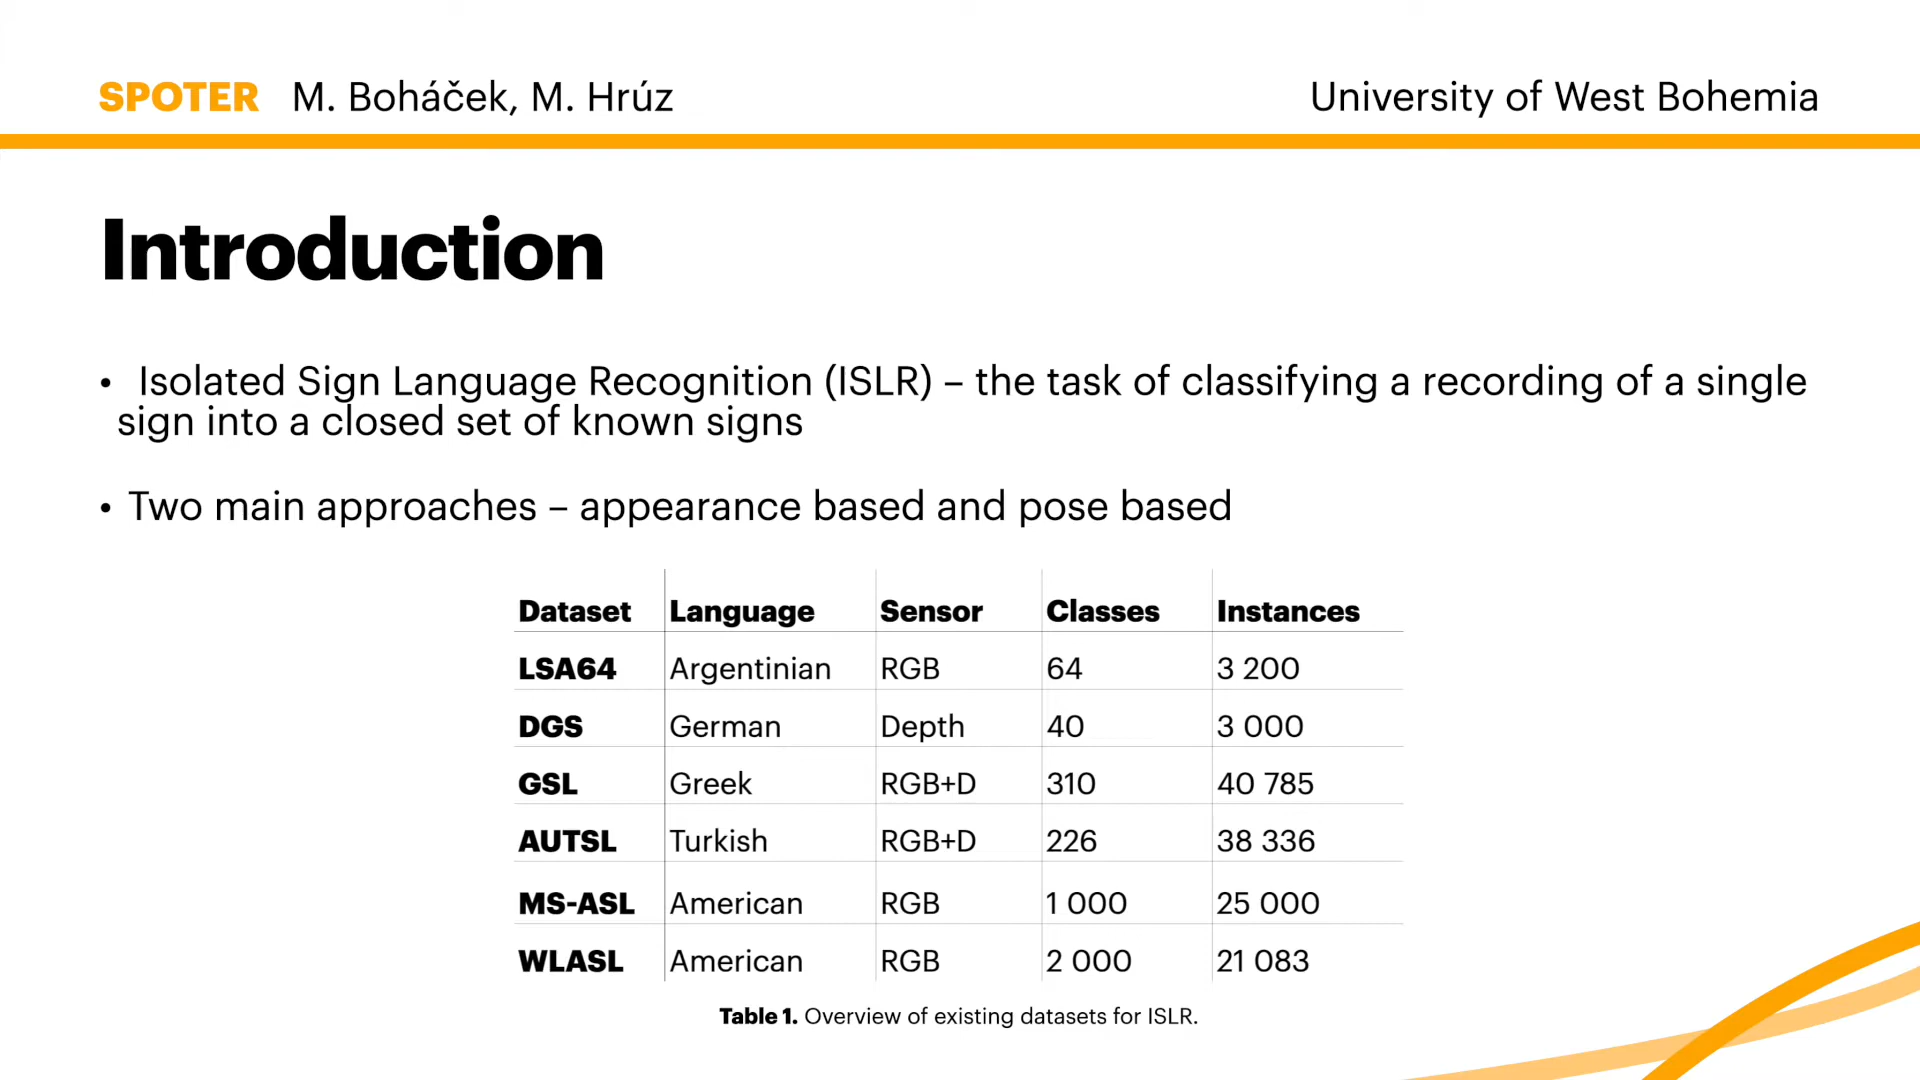 SPOTER M. Boháček, M. Hrúz University of West Bohemia
Introduction
• Isolated Sign Language Recognition (ISLR) – the task of classifying a recording of a single
sign into a closed set of known signs
• Two main approaches – appearance based and pose based
Dataset Language Sensor Classes Instances
LSA64 Argentinian RGB 64 3 200
DGS German Depth 40 3 000
GSL Greek RGB+D 310 40 785
AUTSL Turkish RGB+D 226 38 336
MS-ASL American RGB 1 000 25 000
WLASL American RGB 2 000 21 083
Table 1. Overview of existing datasets for ISLR.